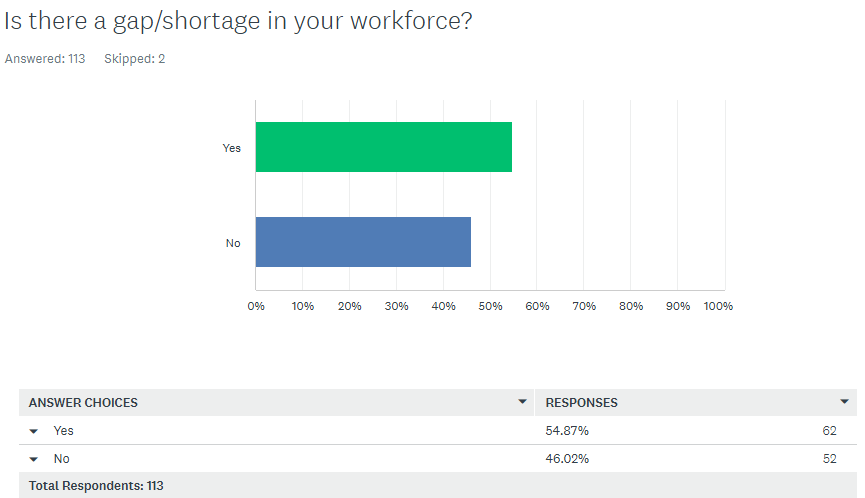 Is there a gap/shortage in your workforce?
Answered: 113 Skipped: 2
Yes
No
0% 10% 20% 30% 40% 50% 60% 70% 80% 90% 100%
ANSWER CHOICES RESPONSES
Yes 54.87% 62
No 46.02% 52
Total Respondents: 113